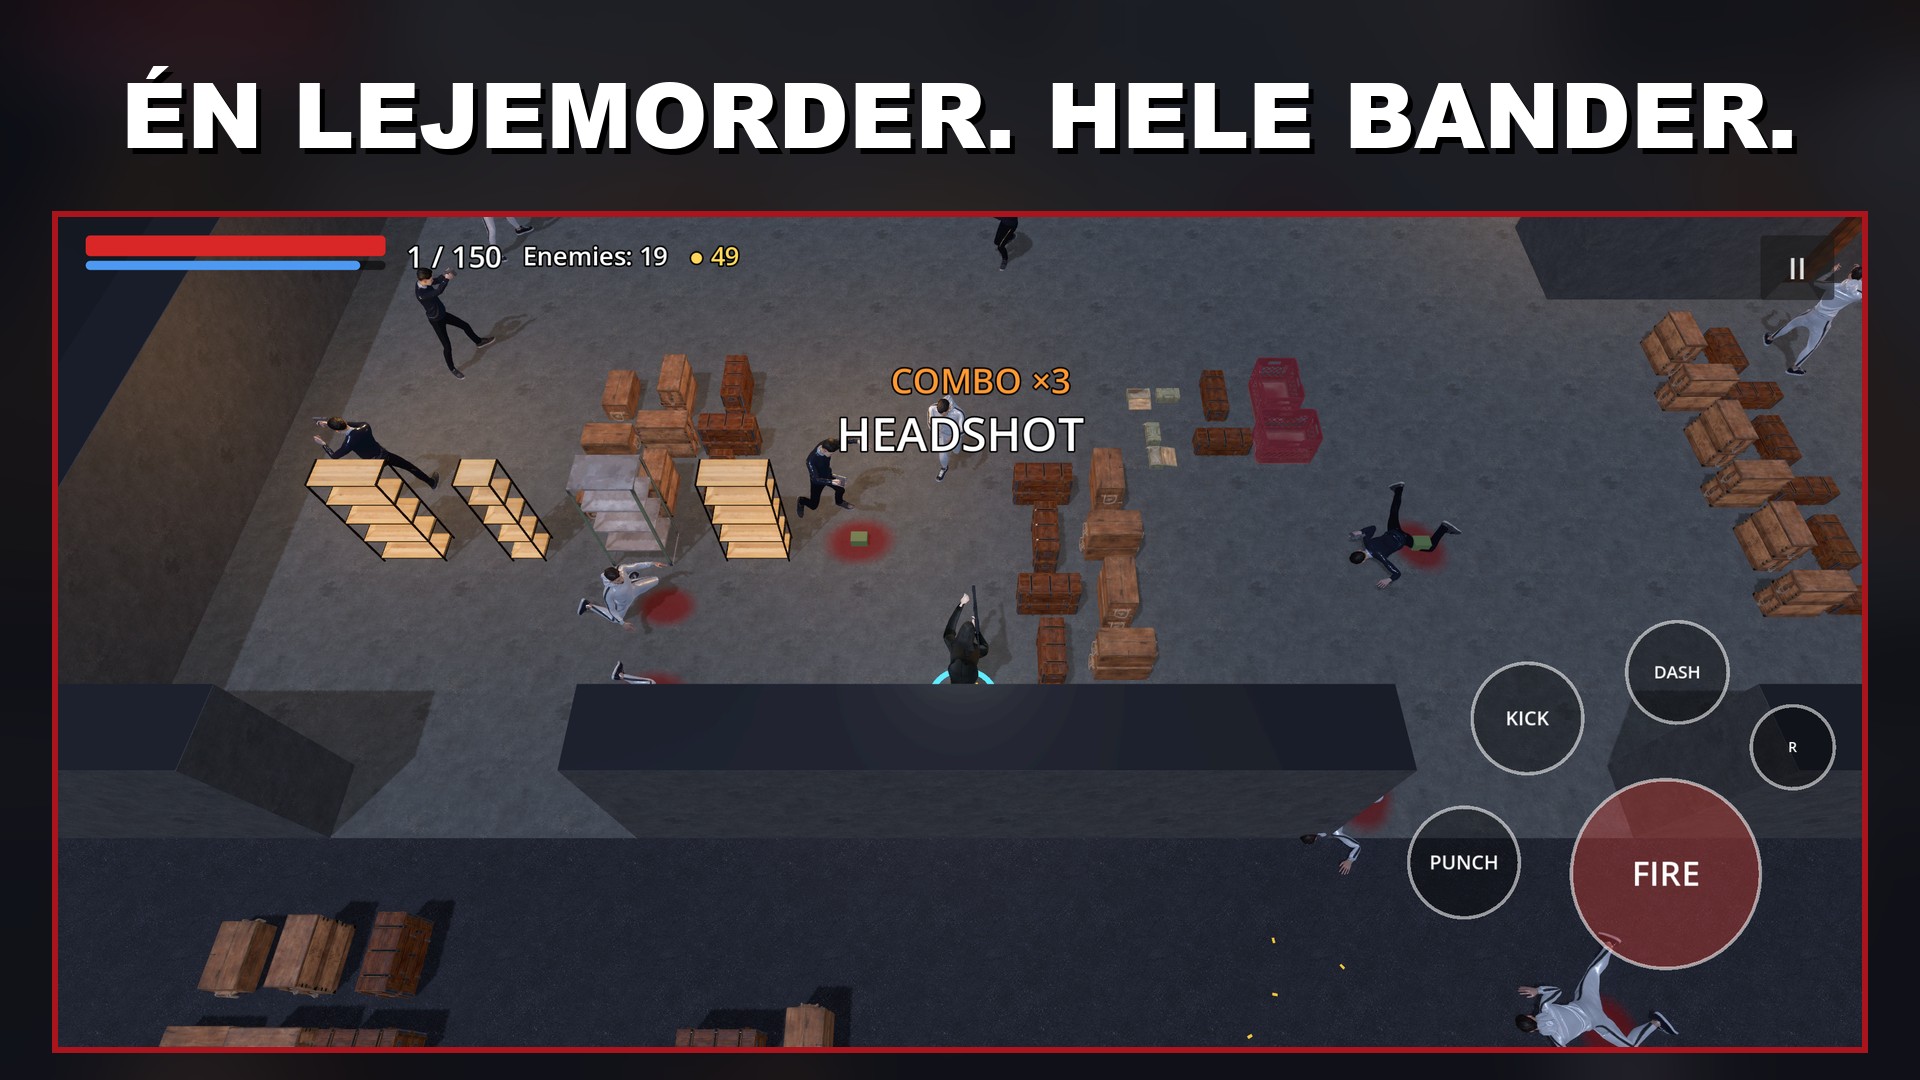 ÉN LEJEMORDER. HELE BANDER.
1 / 150 Enemies: 19 49
COMBO ×3
HEADSHOT
DASH
KICK
R
PUNCH
FIRE